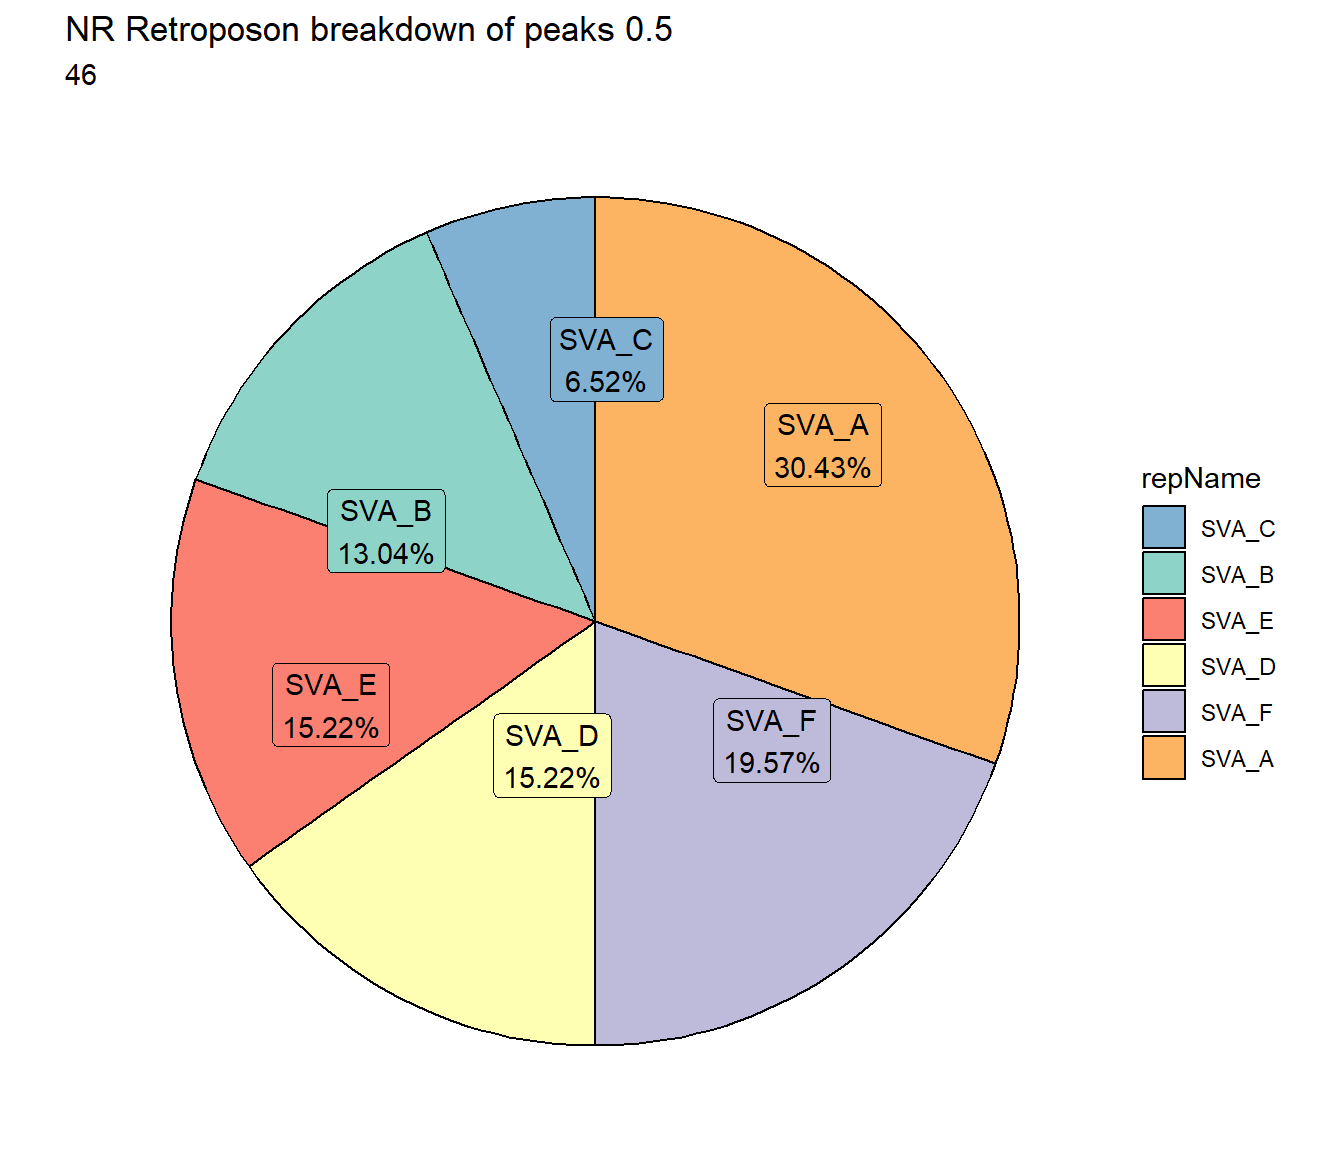 NR Retroposon breakdown of peaks 0.5
46
SVA_C
6.52%
SVA_A
30.43%
SVA_B
13.04%
SVA_E
15.22%
SVA_D
15.22%
SVA_F
19.57%
repName
SVA_C
SVA_B
SVA_E
SVA_D
SVA_F
SVA_A